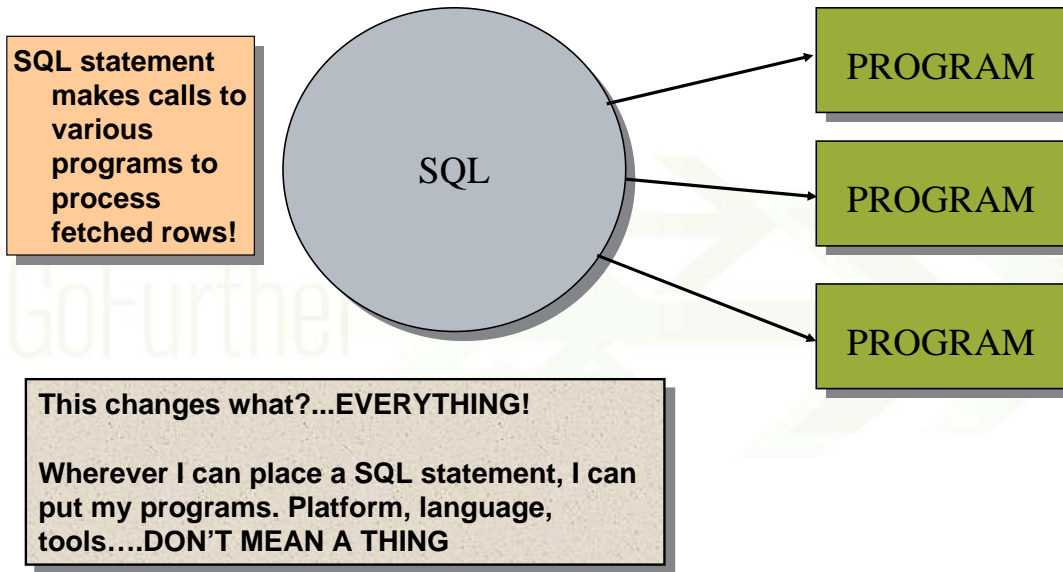 SQL statement
makes calls to
various
programs to
process
fetched rows!
SQL
PROGRAM
PROGRAM
PROGRAM
GoFurther
This changes what?...EVERYTHING!
Wherever I can place a SQL statement, I can
put my programs. Platform, language,
tools….DON’T MEAN A THING